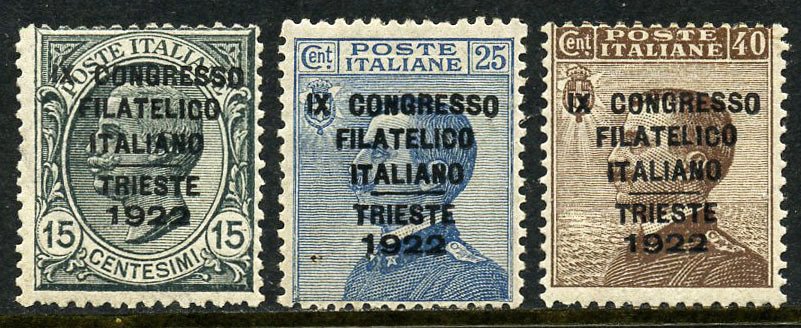 POSTE ITALIANE
IX CONGRESSO
FILATELICO
ITALIANO
TRIESTE
1922
15 15
CENTESIMI
Cent POSTE 25
ITALIANE
IX CONGRESSO
FILATELICO
ITALIANO
TRIESTE
1922
Cent POSTE 40
ITALIANE
IX CONGRESSO
FILATELICO
ITALIANO
TRIESTE
1922